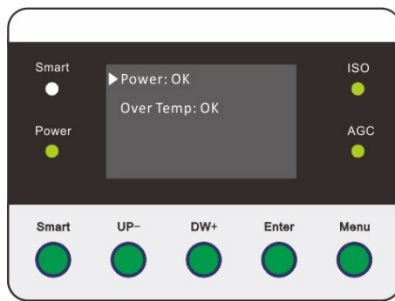 Smart
ISO
Power: OK
Over Temp: OK
Power
AGC
Smart UP- DW+ Enter Menu